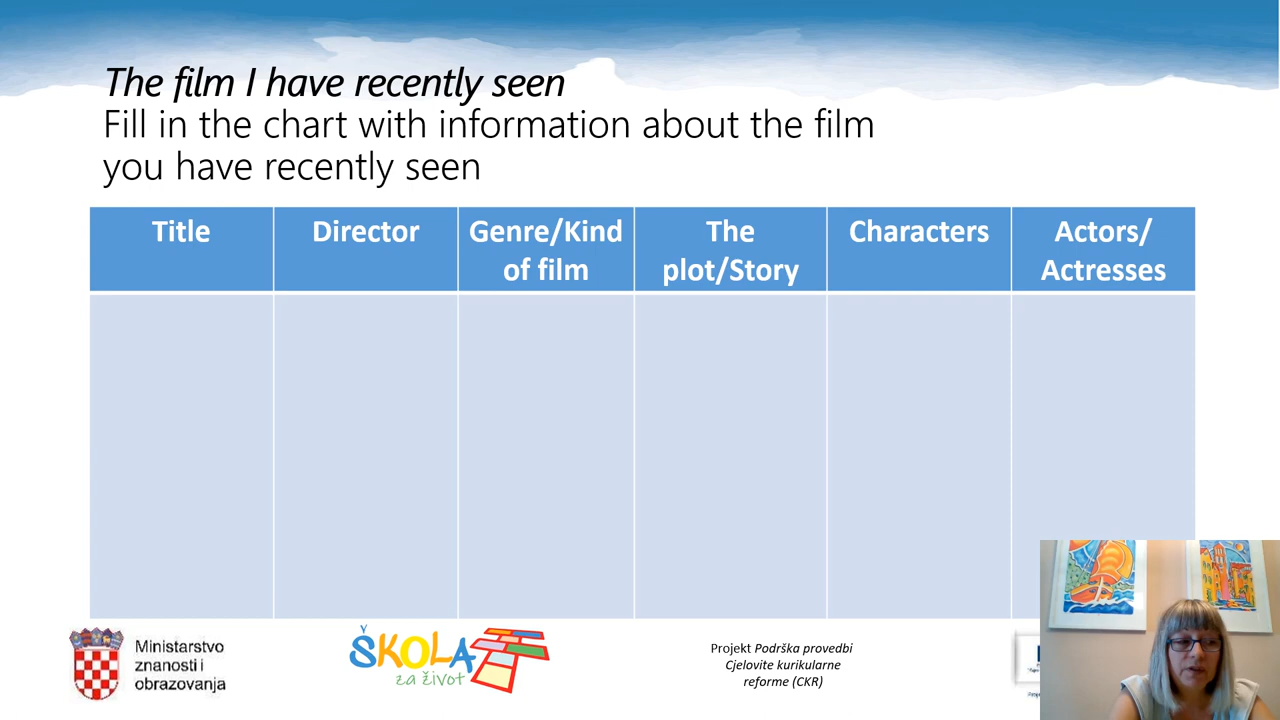 The film I have recently seen
Fill in the chart with information about the film
you have recently seen
Title
Director
Genre/Kind
of film
The
plot/Story
Characters
Actors/
Actresses
Ministarstvo
znanosti i
obrazovanja
ŠKOLA
za život
Projekt Podrška provedbi
Cjelovite kurikularne
reforme (CKR)